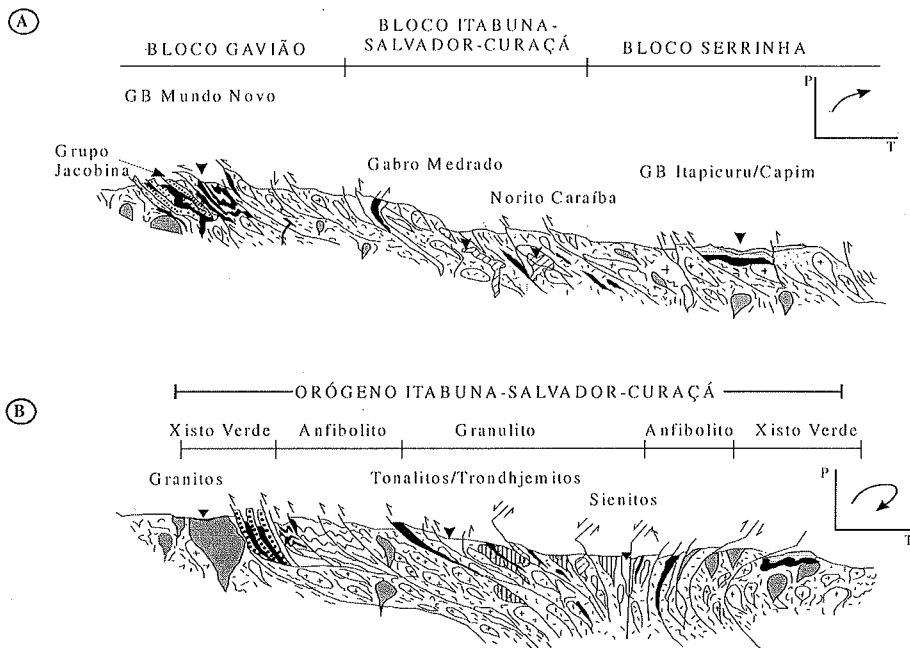 A
BLOCO GAVIÃO
BLOCO ITABUNA-
SALVADOR-CURAÇÁ
BLOCO SERRINHA
GB Mundo Novo
P
T
Grupo
Jacobina
Gabro Medrado
Norito Caraíba
GB Itapicuru/Capim
B
ORÓGENO ITABUNA-SALVADOR-CURAÇÁ
Xisto Verde
Anfibolito
Granulito
Anfibolito
Xisto Verde
Granitos
Tonalitos/Trondhjemitos
Sienitos
P
T